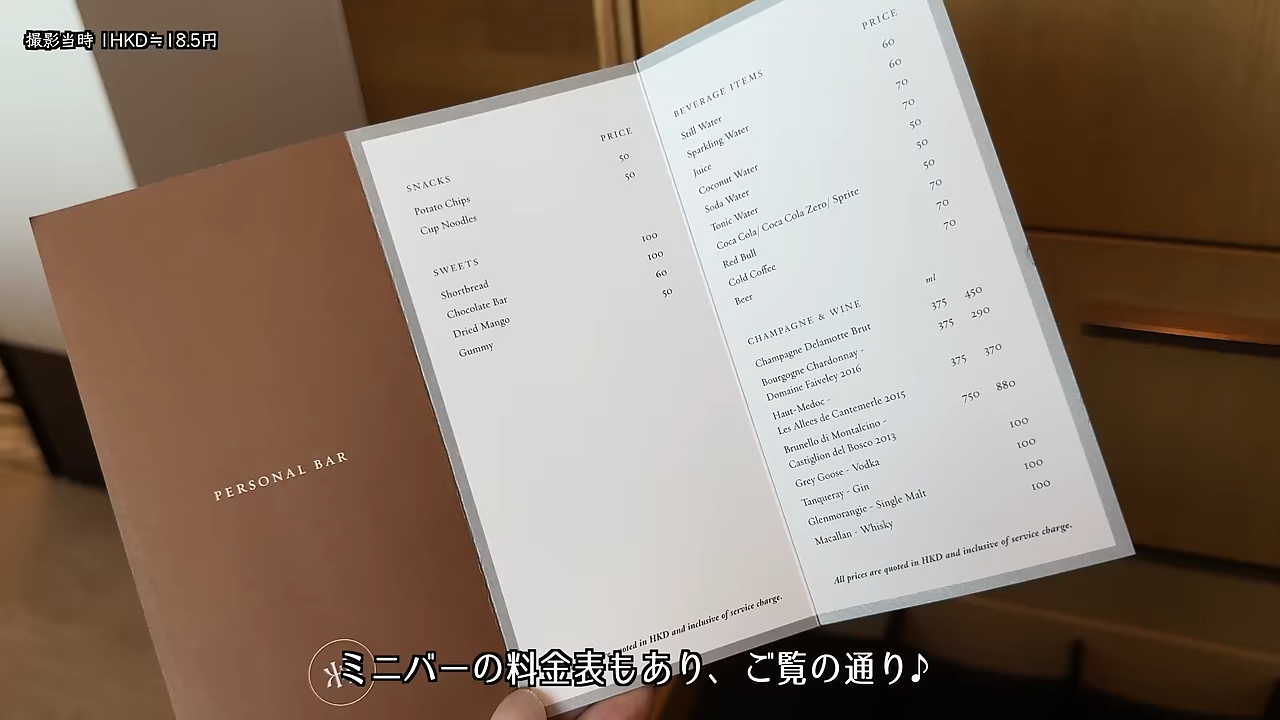 撮影当時 1HKD≒18.5円
PERSONAL BAR
PRICE
SNACKS
Potato Chips 50
Cup Noodles 50
SWEETS
Shortbread 100
Chocolate Bar 100
Dried Mango 60
Gummy 50
quoted in HKD and inclusive of service charge.
PRICE
BEVERAGE ITEMS
Still Water 60
Sparkling Water 60
Juice 70
Coconut Water 70
Soda Water 50
Tonic Water 50
Coca Cola/ Coca Cola Zero/ Sprite 50
Red Bull 70
Cold Coffee 70
Beer 70
ml
CHAMPAGNE & WINE
Champagne Delamotte Brut 375 450
Bourgogne Chardonnay - 375 290
Domaine Faiveley 2016
Haut-Medoc - 375 370
Les Allees de Cantemerle 2015
Brunello di Montalcino - 750 880
Castiglion del Bosco 2013
Grey Goose - Vodka 100
Tanqueray - Gin 100
Glenmorangie - Single Malt 100
Macallan - Whisky 100
All prices are quoted in HKD and inclusive of service charge.
ミニバーの料金表もあり、ご覧の通り♪